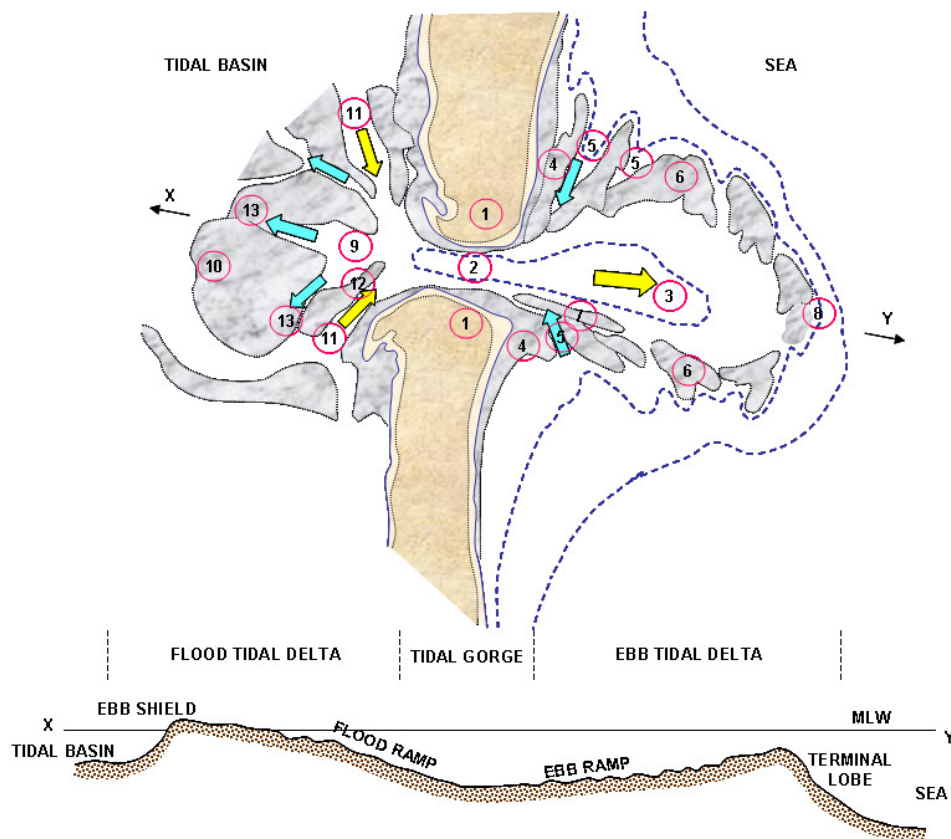 TIDAL BASIN
SEA
11
5
4
5
6
X
13
1
9
2
10
12
3
13
11
1
7
8
Y
4
5
6
FLOOD TIDAL DELTA
TIDAL GORGE
EBB TIDAL DELTA
EBB SHIELD
X
MLW
Y
TIDAL BASIN
FLOOD RAMP
EBB RAMP
TERMINAL
LOBE
SEA